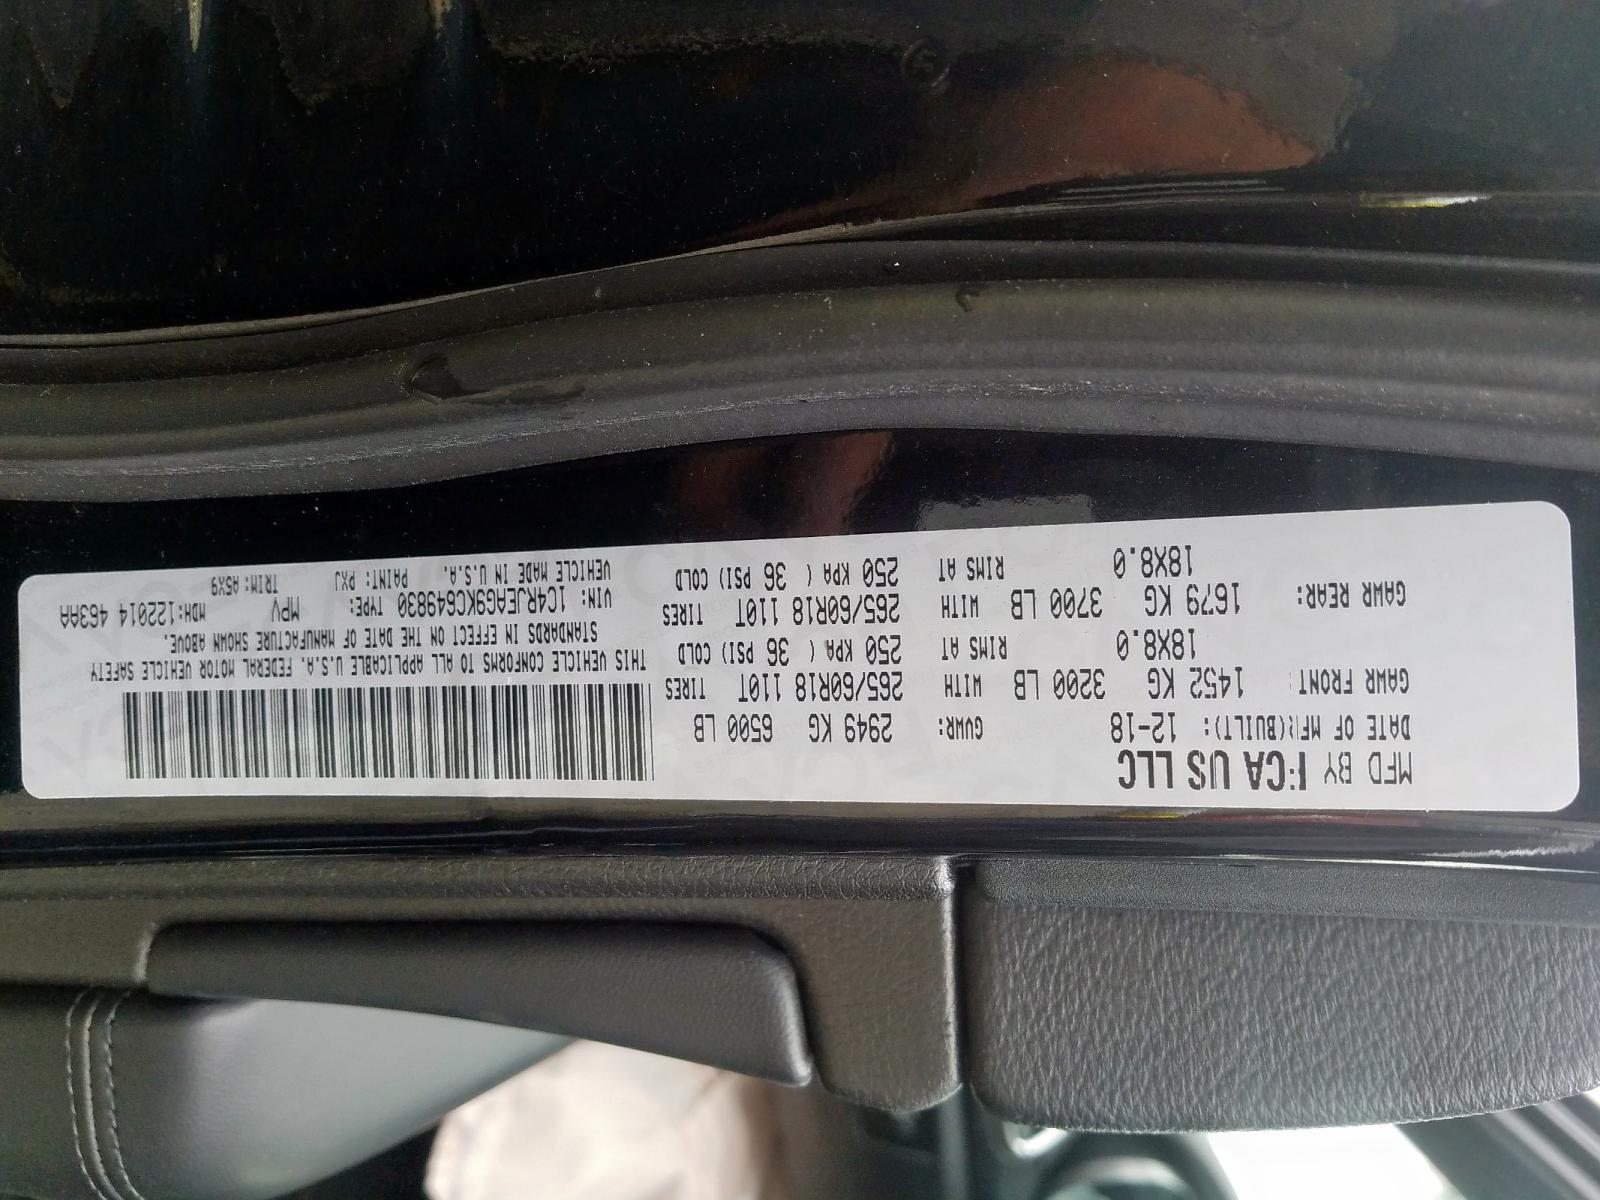 MFD BY FCA US LLC
DATE OF MFR(BUILT): 12-18 GVWR: 2949 KG 6500 LB
GAWR FRONT: 1452 KG 3200 LB WITH TIRES 265/60R18 110T
RIMS AT 18X8.0 250 KPA ( 36 PSI) COLD
GAWR REAR: 1679 KG 3700 LB WITH TIRES 265/60R18 110T
RIMS AT 18X8.0 250 KPA ( 36 PSI) COLD
THIS VEHICLE CONFORMS TO ALL APPLICABLE U.S.A. FEDERAL MOTOR VEHICLE SAFETY
STANDARDS IN EFFECT ON THE DATE OF MANUFACTURE SHOWN ABOVE.
VIN: 1C4RJEAG9KC649830 TYPE: MPV MDH: 122014 463AA
VEHICLE MADE IN U.S.A. PAINT: PXJ TRIM: A5X9